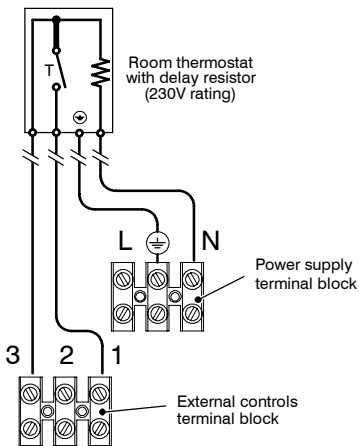 T
Room thermostat
with delay resistor
(230V rating)
L
N
Power supply
terminal block
3 2 1
External controls
terminal block